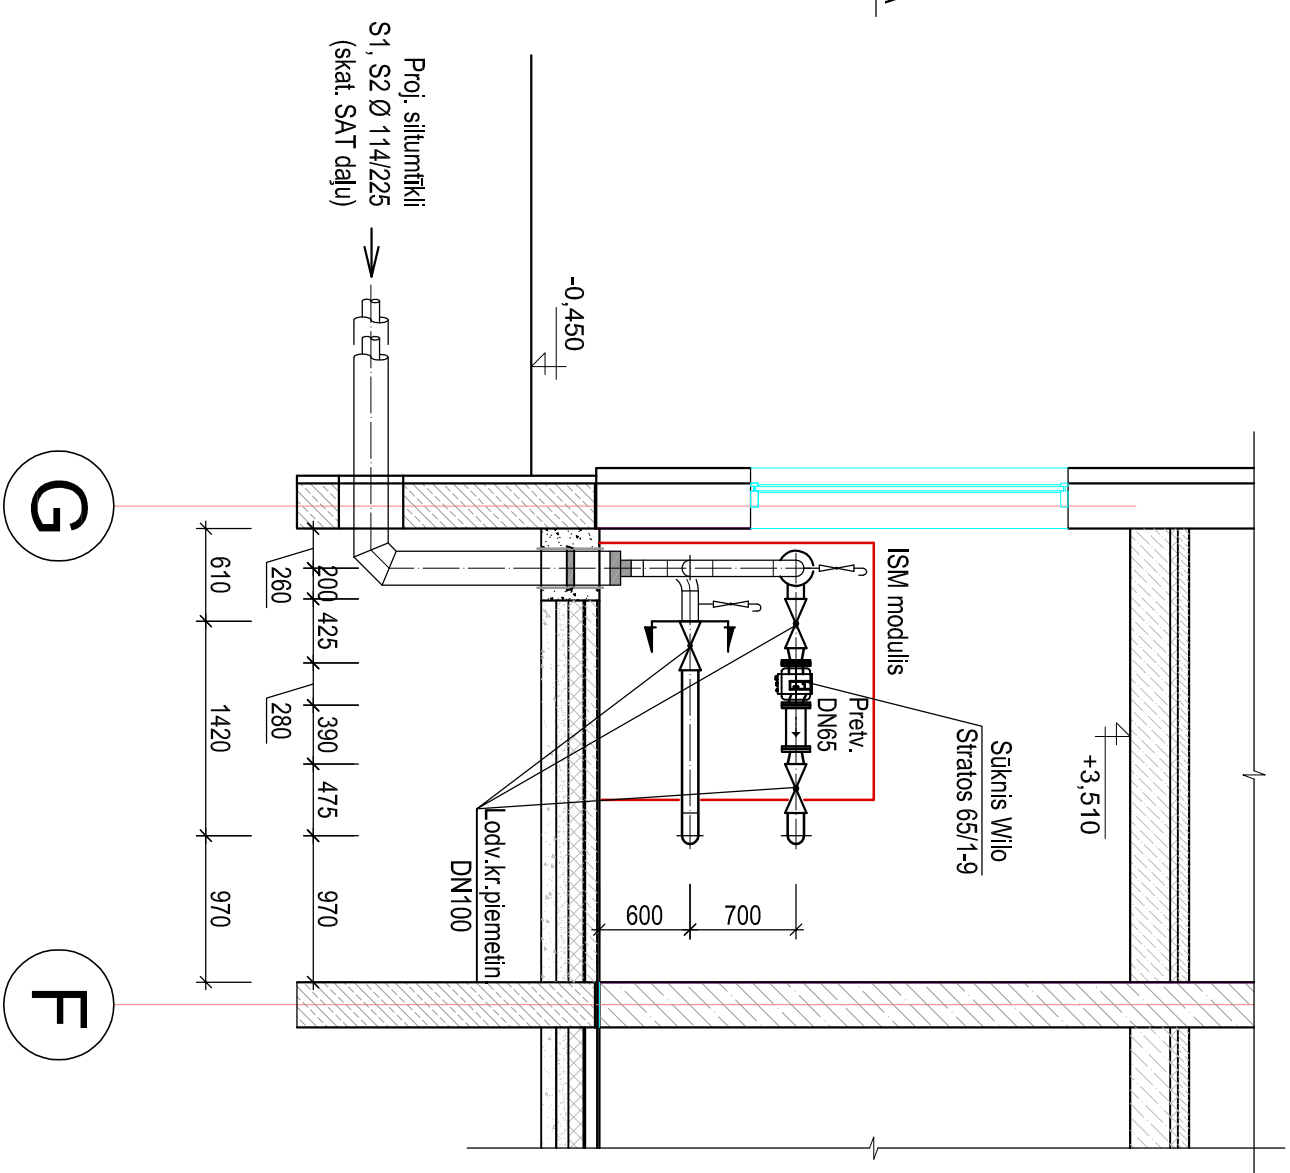 Proj. siltumtīkli
S1, S2 Ø 114/225
(skat. SAT daļu)
-0,450
ISM modulis
Pretv.
DN65
Sūknis Wilo
Stratos 65/1-9
+3,510
Lodv.kr.piemetin.
DN100
600
700
200
425
390
475
970
260
280
610
1420
970
G
F